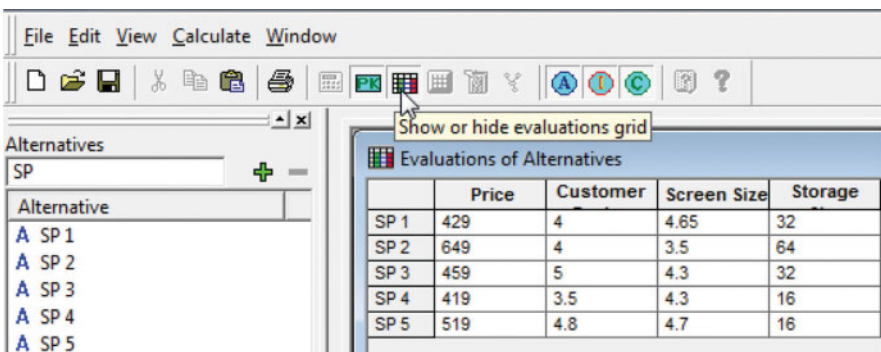 File Edit View Calculate Window
PK A I C ?
Show or hide evaluations grid
Alternatives
SP
Alternative
A SP 1
A SP 2
A SP 3
A SP 4
A SP 5
Evaluations of Alternatives
Price Customer Screen Size Storage
SP 1 429 4 4.65 32
SP 2 649 4 3.5 64
SP 3 459 5 4.3 32
SP 4 419 3.5 4.3 16
SP 5 519 4.8 4.7 16